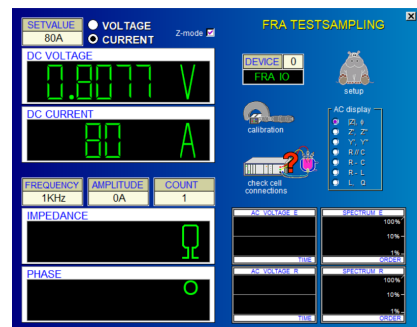 SETVALUE
80A
VOLTAGE
CURRENT
Z-mode
FRA TESTSAMPLING
DC VOLTAGE
0.8077 V
DC CURRENT
80 A
DEVICE 0
FRA IO
setup
calibration
AC display
|Z|, ϕ
Z', Z"
Y', Y"
R // C
R - C
R - L
L, Q
check cell
connections
FREQUENCY
1KHz
AMPLITUDE
0A
COUNT
1
IMPEDANCE
Ω
PHASE
°
AC VOLTAGE E
TIME
SPECTRUM E
100%
10%
1%
ORDER
AC VOLTAGE R
TIME
SPECTRUM R
100%
10%
1%
ORDER